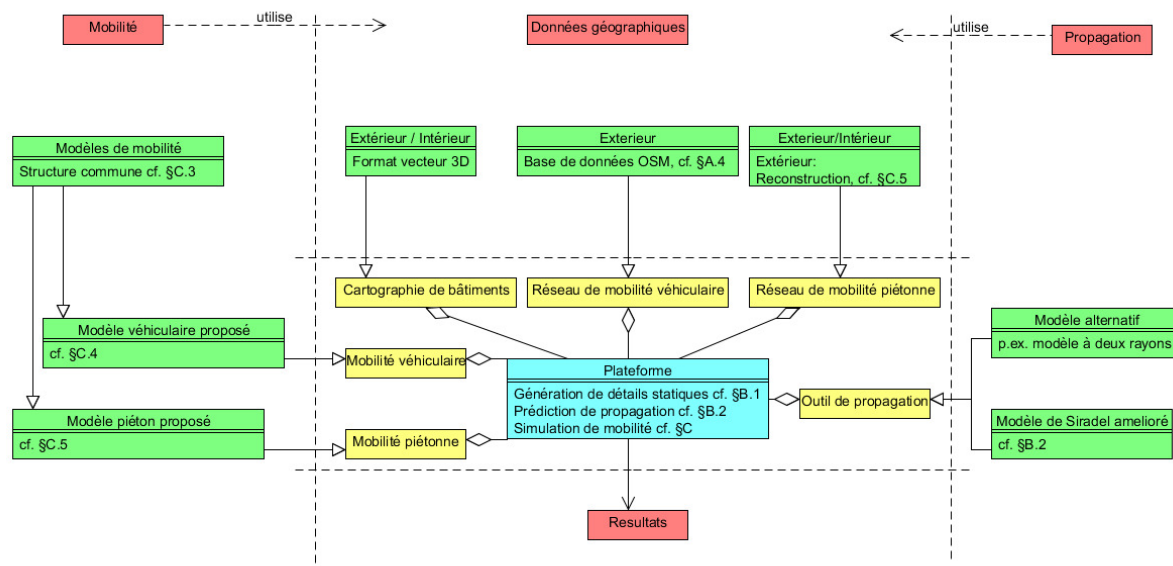 Mobilité
utilise
Données géographiques
utilise
Propagation
Modèles de mobilité
Structure commune cf. §C.3
Extérieur / Intérieur
Format vecteur 3D
Exterieur
Base de données OSM, cf. §A.4
Exterieur/Intérieur
Extérieur:
Reconstruction, cf. §C.5
Cartographie de bâtiments
Réseau de mobilité véhiculaire
Réseau de mobilité piétonne
Modèle véhiculaire proposé
cf. §C.4
Mobilité véhiculaire
Plateforme
Génération de détails statiques cf. §B.1
Prédiction de propagation cf. §B.2
Simulation de mobilité cf. §C
Outil de propagation
Modèle alternatif
p.ex. modèle à deux rayons
Modèle piéton proposé
cf. §C.5
Mobilité piétonne
Modèle de Siradel amelioré
cf. §B.2
Resultats